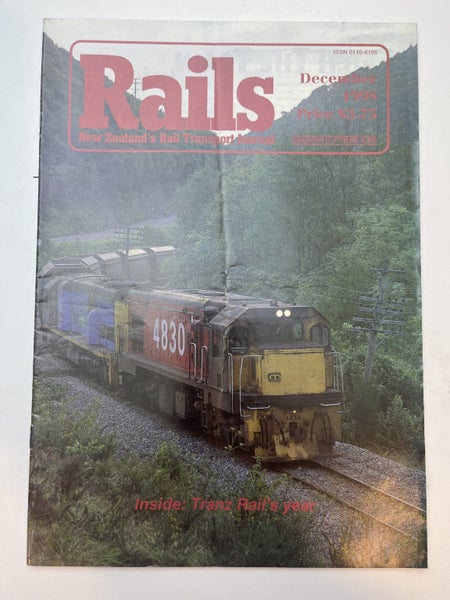 ISSN 0110-6155
Rails
December
New Zealand's Rail Transport Journal
4830
Inside: Tranz Rail's year